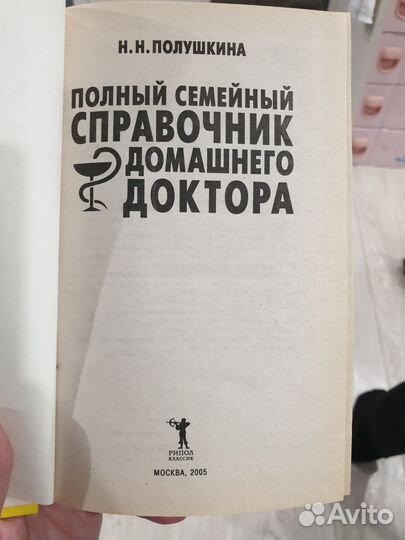 Н. Н. ПОЛУШКИНА
ПОЛНЫЙ СЕМЕЙНЫЙ
СПРАВОЧНИК
ДОМАШНЕГО
ДОКТОРА
РИПОЛ
КЛАССИК
МОСКВА, 2005
Avito